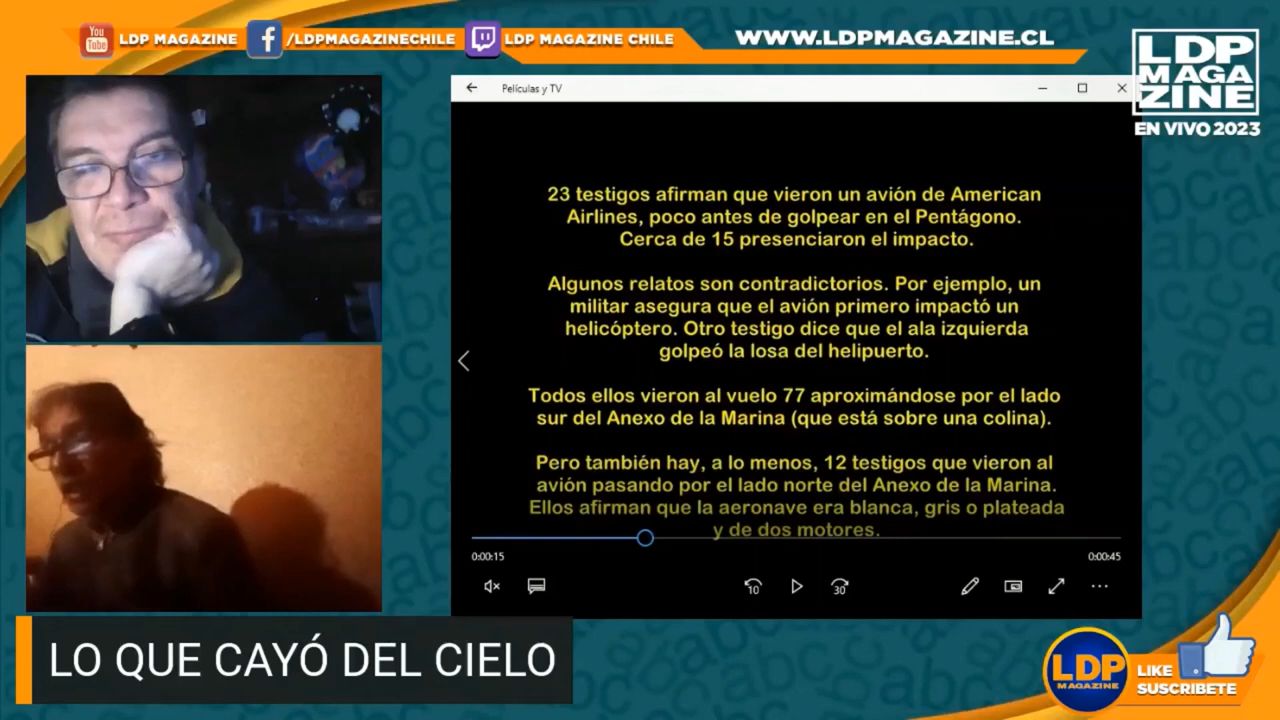 You
Tube
LDP MAGAZINE
/LDPMAGAZINECHILE
LDP MAGAZINE CHILE
WWW.LDPMAGAZINE.CL
LDP
MAGA
ZINE
EN VIVO 2023
Películas y TV
23 testigos afirman que vieron un avión de American
Airlines, poco antes de golpear en el Pentágono.
Cerca de 15 presenciaron el impacto.
Algunos relatos son contradictorios. Por ejemplo, un
militar asegura que el avión primero impactó un
helicóptero. Otro testigo dice que el ala izquierda
golpeó la losa del helipuerto.
Todos ellos vieron al vuelo 77 aproximándose por el lado
sur del Anexo de la Marina (que está sobre una colina).
Pero también hay, a lo menos, 12 testigos que vieron al
avión pasando por el lado norte del Anexo de la Marina.
Ellos afirman que la aeronave era blanca, gris o plateada
y de dos motores.
0:00:15
0:00:45
10
30
LO QUE CAYÓ DEL CIELO
LDP
MAGAZINE
LIKE
SUSCRIBETE